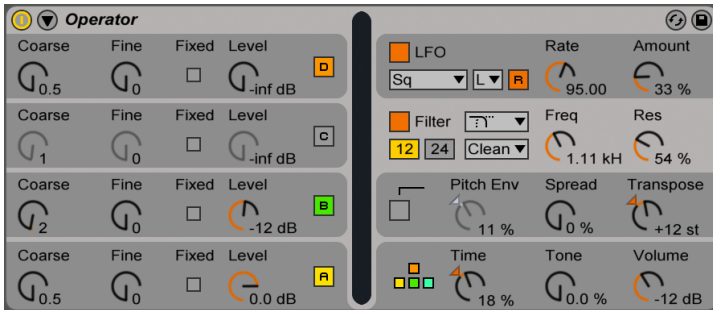 Operator
Coarse Fine Fixed Level
0.5 0 -inf dB D
Coarse Fine Fixed Level
1 0 -inf dB C
Coarse Fine Fixed Level
2 0 -12 dB B
Coarse Fine Fixed Level
0.5 0 0.0 dB A
LFO Rate Amount
Sq L R 95.00 33 %
Filter Freq Res
12 24 Clean 1.11 kH 54 %
Pitch Env Spread Transpose
11 % 0 % +12 st
Time Tone Volume
18 % 0.0 % -12 dB